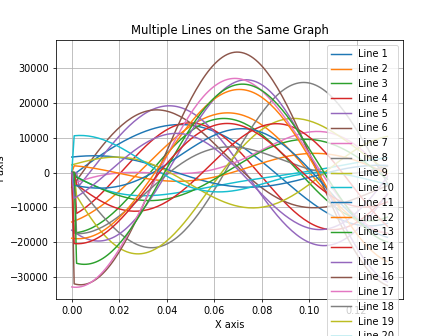 Multiple Lines on the Same Graph
30000
20000
10000
0
−10000
−20000
−30000
0.00
0.02
0.04
0.06
0.08
0.10
X axis
Line 1
Line 2
Line 3
Line 4
Line 5
Line 6
Line 7
Line 8
Line 9
Line 10
Line 11
Line 12
Line 13
Line 14
Line 15
Line 16
Line 17
Line 18
Line 19
Line 20